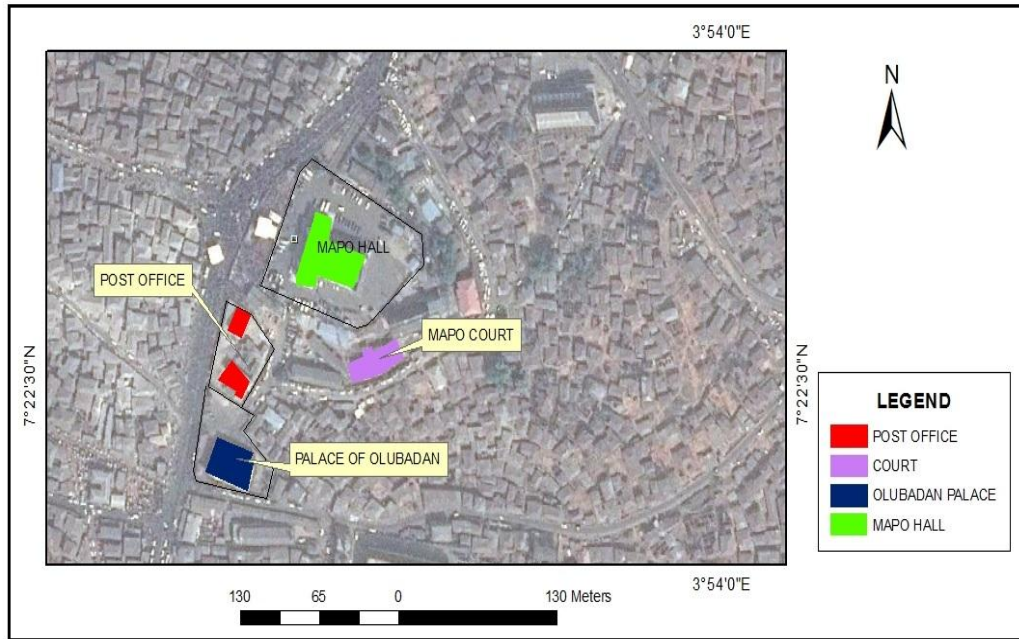 3°54'0"E
N
MAPO HALL
POST OFFICE
MAPO COURT
7°22'30"N
7°22'30"N
PALACE OF OLUBADAN
LEGEND
POST OFFICE
COURT
OLUBADAN PALACE
MAPO HALL
3°54'0"E
130 65 0 130 Meters